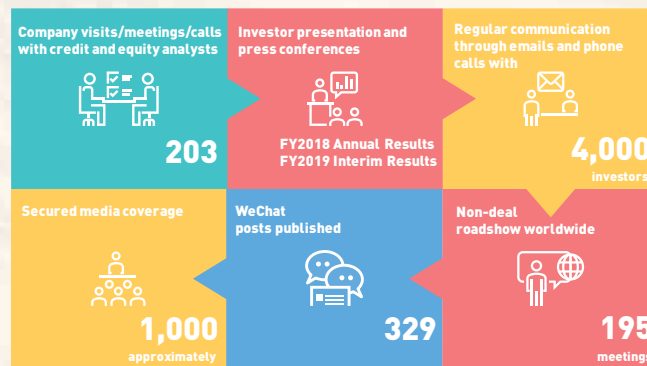 Company visits/meetings/calls
with credit and equity analysts
203
Investor presentation and
press conferences
FY2018 Annual Results
FY2019 Interim Results
Regular communication
through emails and phone
calls with
4,000
investors
Non-deal
roadshow worldwide
195
meetings
WeChat
posts published
329
Secured media coverage
1,000
approximately